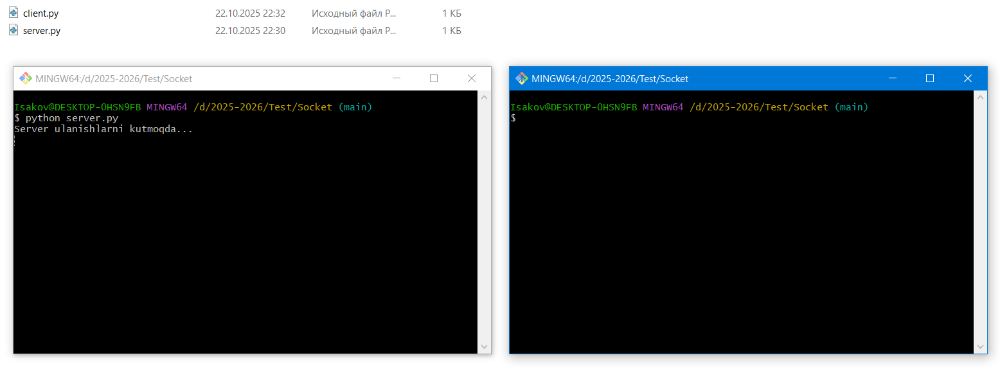 client.py 22.10.2025 22:32 Исходный файл P... 1 КБ
server.py 22.10.2025 22:30 Исходный файл P... 1 КБ
MINGW64:/d/2025-2026/Test/Socket
Isakov@DESKTOP-OHSN9FB MINGW64 /d/2025-2026/Test/Socket (main)
$ python server.py
Server ulanishlarni kutmoqda...
MINGW64:/d/2025-2026/Test/Socket
Isakov@DESKTOP-OHSN9FB MINGW64 /d/2025-2026/Test/Socket (main)
$